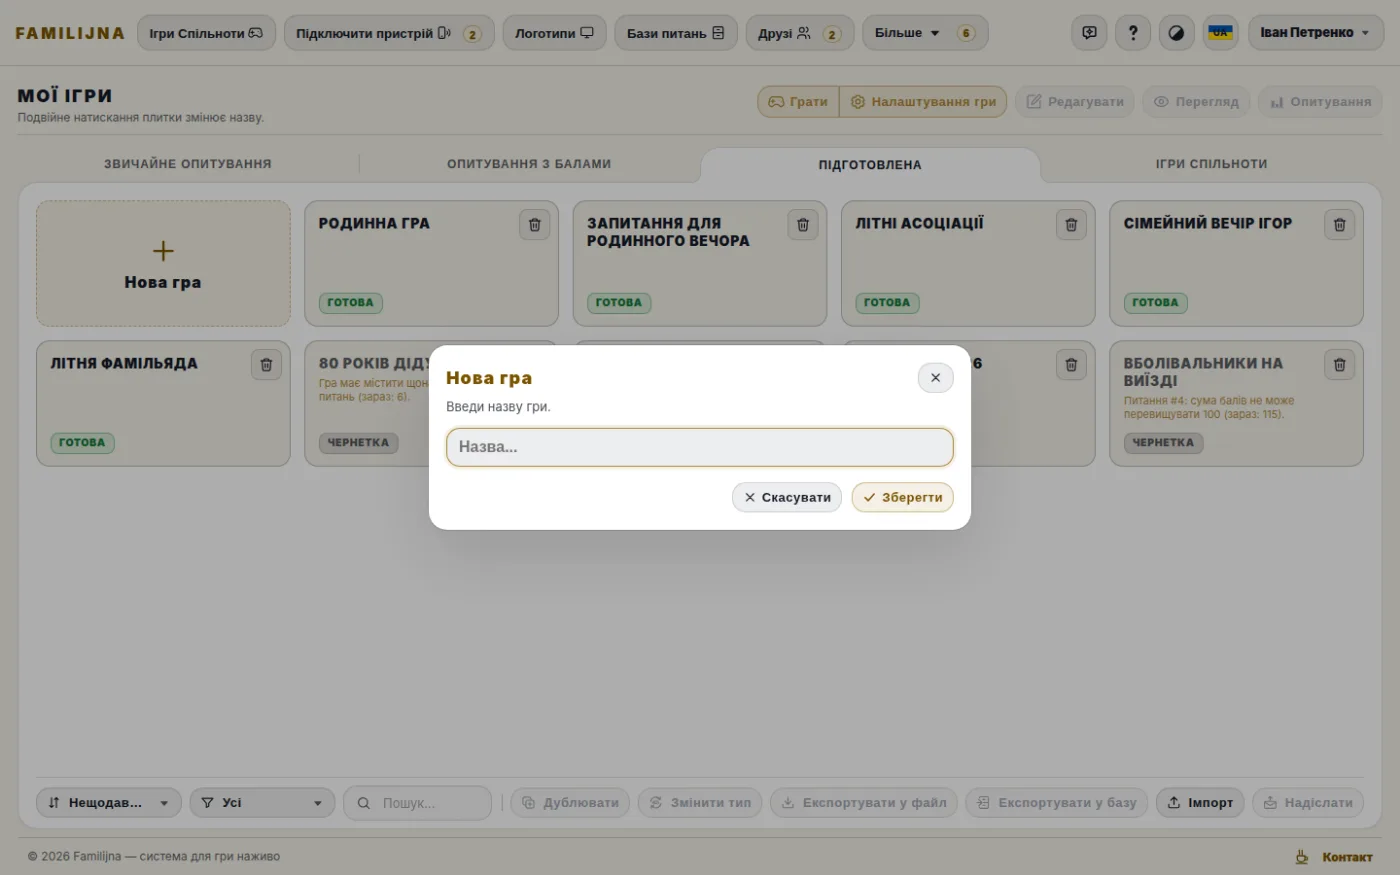 FAMILIJNA
Ігри Спільноти
Підключити пристрій 2
Логотипи
Бази питань
Друзі 2
Більше 6
?
UA
Іван Петренко
МОЇ ІГРИ
Подвійне натискання плитки змінює назву.
Грати
Налаштування гри
Редагувати
Перегляд
Опитування
ЗВИЧАЙНЕ ОПИТУВАННЯ
ОПИТУВАННЯ З БАЛАМИ
ПІДГОТОВЛЕНА
ІГРИ СПІЛЬНОТИ
Нова гра
РОДИННА ГРА
ГОТОВА
ЗАПИТАННЯ ДЛЯ
РОДИННОГО ВЕЧОРА
ГОТОВА
ЛІТНІ АСОЦІАЦІЇ
ГОТОВА
СІМЕЙНИЙ ВЕЧІР ІГОР
ГОТОВА
ЛІТНЯ ФАМІЛЬЯДА
ГОТОВА
80 РОКІВ
Гра має містити
питань (зараз: 6).
ЧЕРНЕТКА
6
ВБОЛІВАЛЬНИКИ НА
ВИЇЗДІ
Питання #4: сума балів не може
перевищувати 100 (зараз: 115).
ЧЕРНЕТКА
Нова гра
Введи назву гри.
Назва...
Скасувати
Зберегти
Нещодав...
Усі
Пошук...
Дублювати
Змінити тип
Експортувати у файл
Експортувати у базу
Імпорт
Надіслати
© 2026 Familijna — система для гри наживо
Контакт